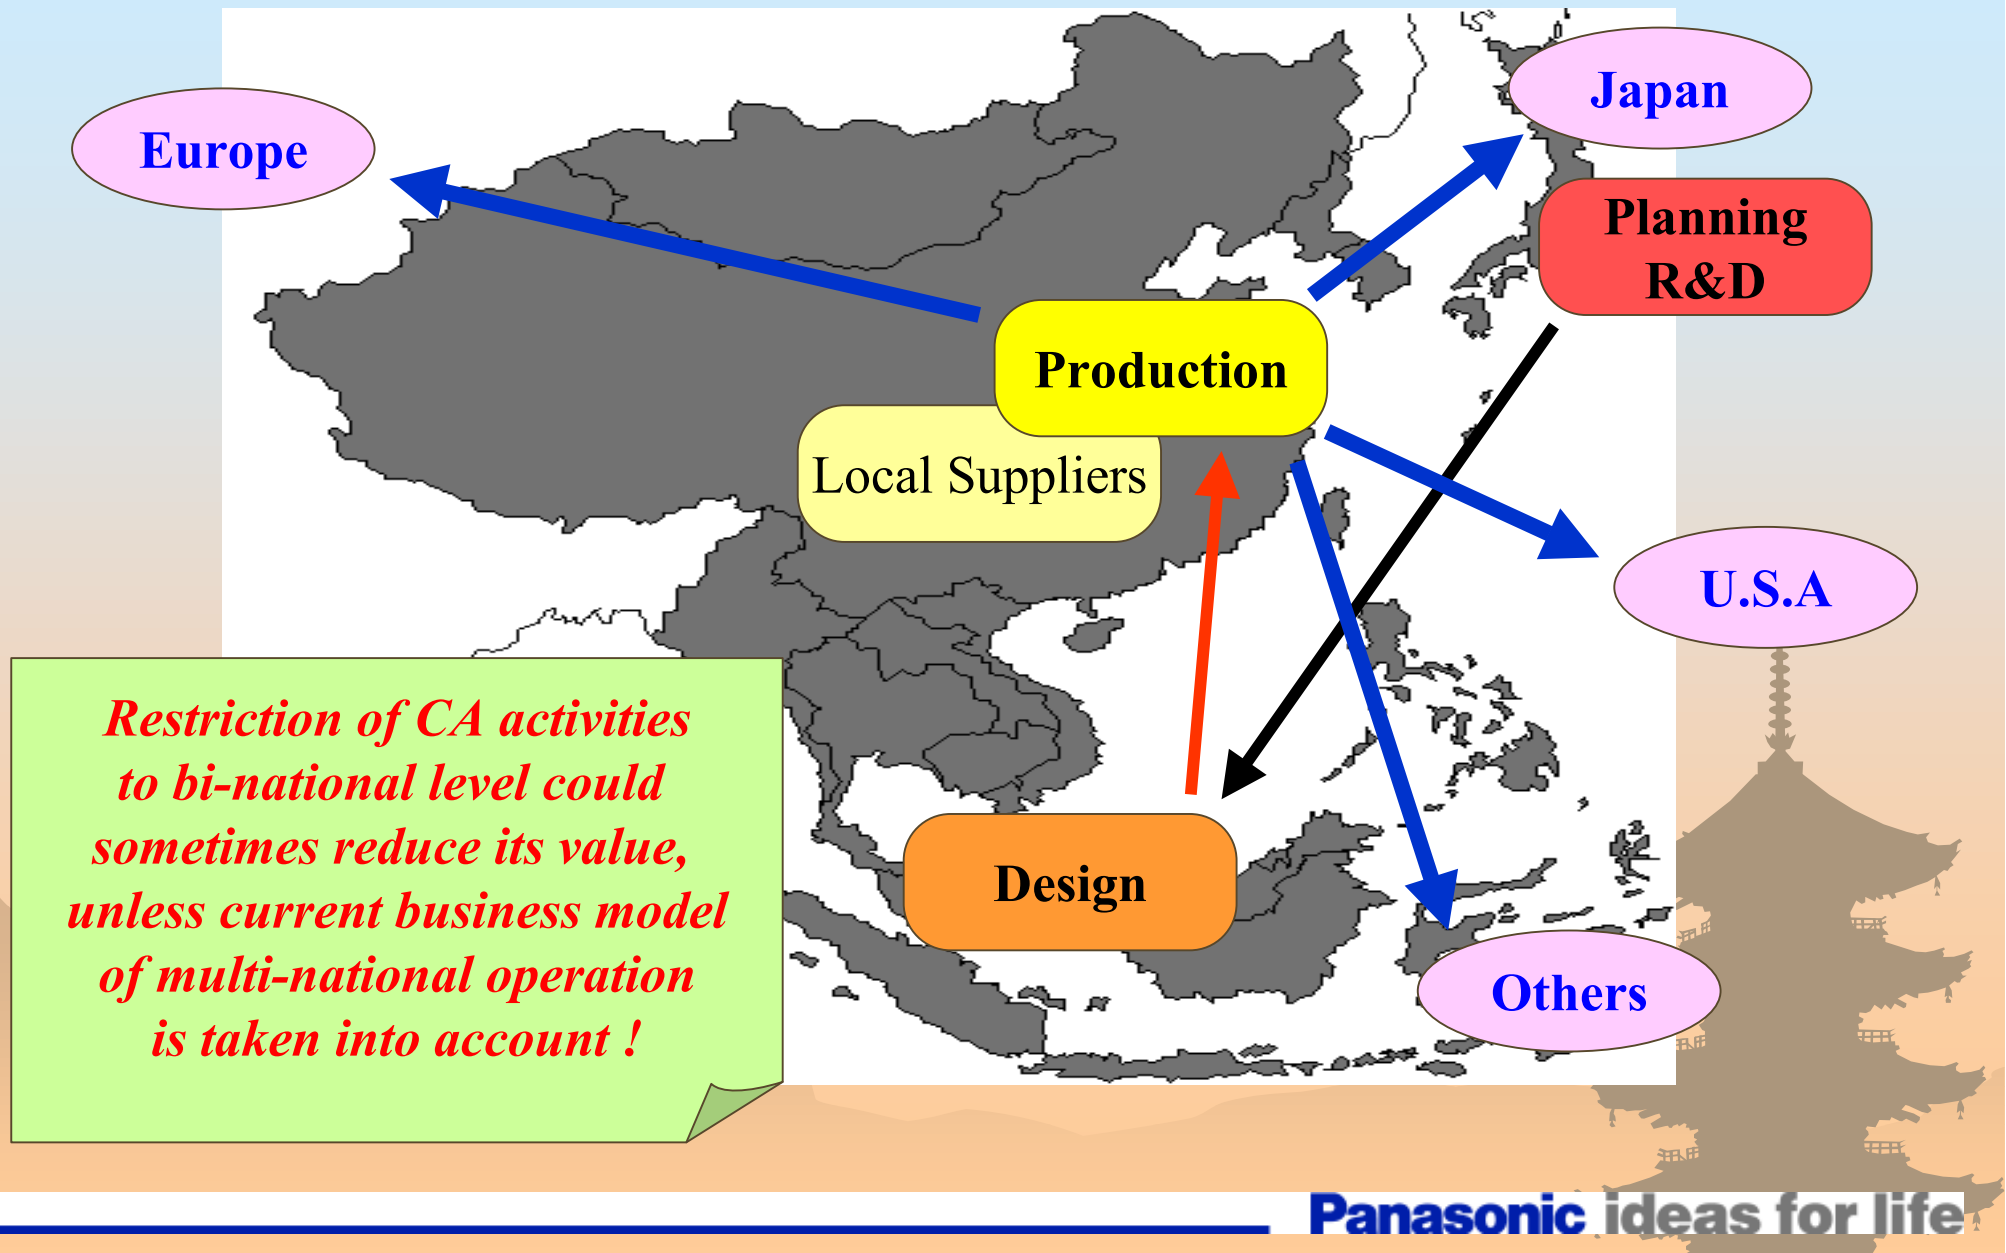 Japan
Europe
Planning
R&D
Production
Local Suppliers
U.S.A
Restriction of CA activities
to bi-national level could
sometimes reduce its value,
unless current business model
of multi-national operation
is taken into account !
Design
Others
Panasonic ideas for life